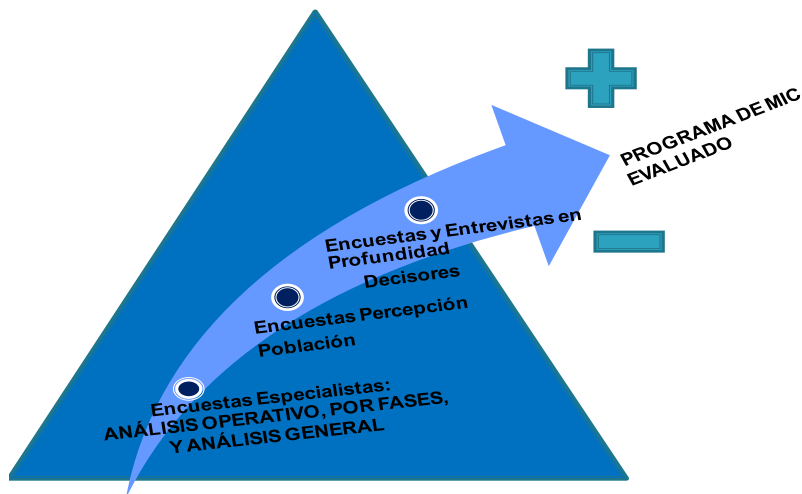 PROGRAMA DE MIC
EVALUADO
Encuestas y Entrevistas en
Profundidad
Decisores
Encuestas Percepción
Población
Encuestas Especialistas:
ANÁLISIS OPERATIVO, POR FASES,
Y ANÁLISIS GENERAL